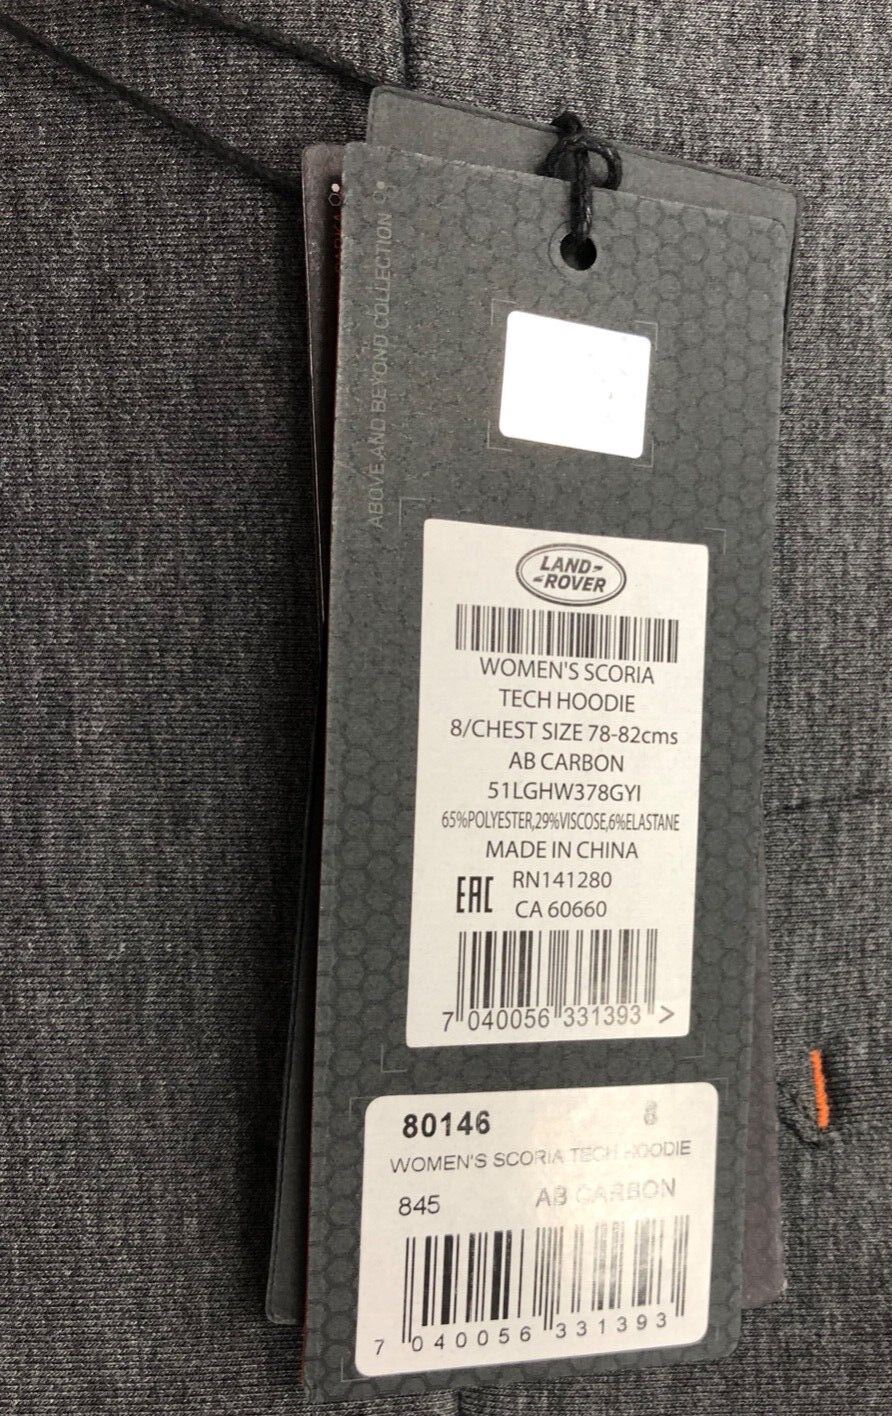 ABOVE AND BEYOND COLLECTION
LAND
ROVER
WOMEN'S SCORIA
TECH HOODIE
8/CHEST SIZE 78-82cms
AB CARBON
51LGHW378GYI
65%POLYESTER,29%VISCOSE,6%ELASTANE
MADE IN CHINA
EAC RN141280
CA 60660
7 040056 331393 >
80146 8
WOMEN'S SCORIA TECH HOODIE
845 AB CARBON
7 040056 331393